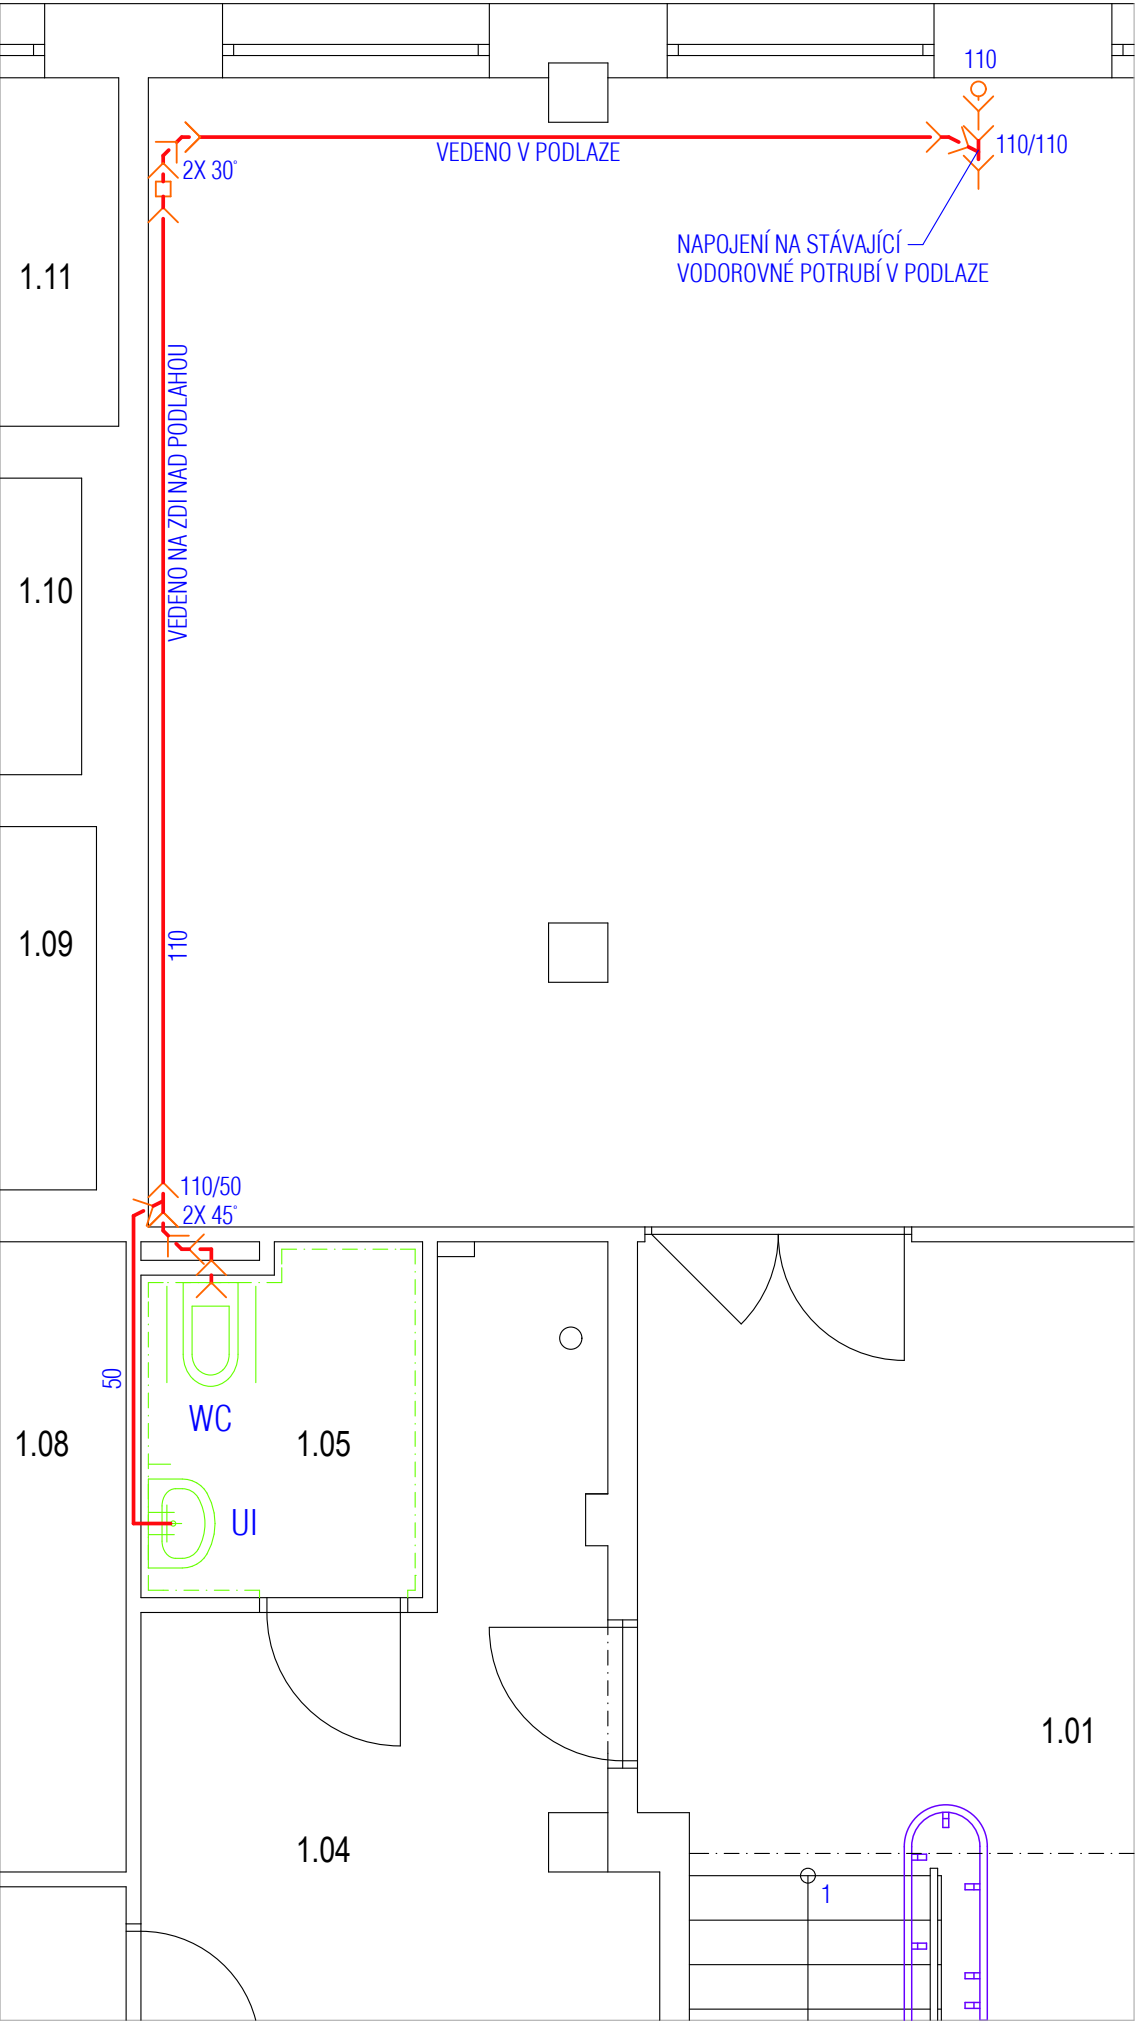 110
110/110
VEDENO V PODLAZE
2X 30°
NAPOJENÍ NA STÁVAJÍCÍ
VODOROVNÉ POTRUBÍ V PODLAZE
1.11
VEDENO NA ZDI NAD PODLAHOU
1.10
1.09
110
110/50
2X 45°
50
WC
1.08
1.05
UI
1.01
1.04
1